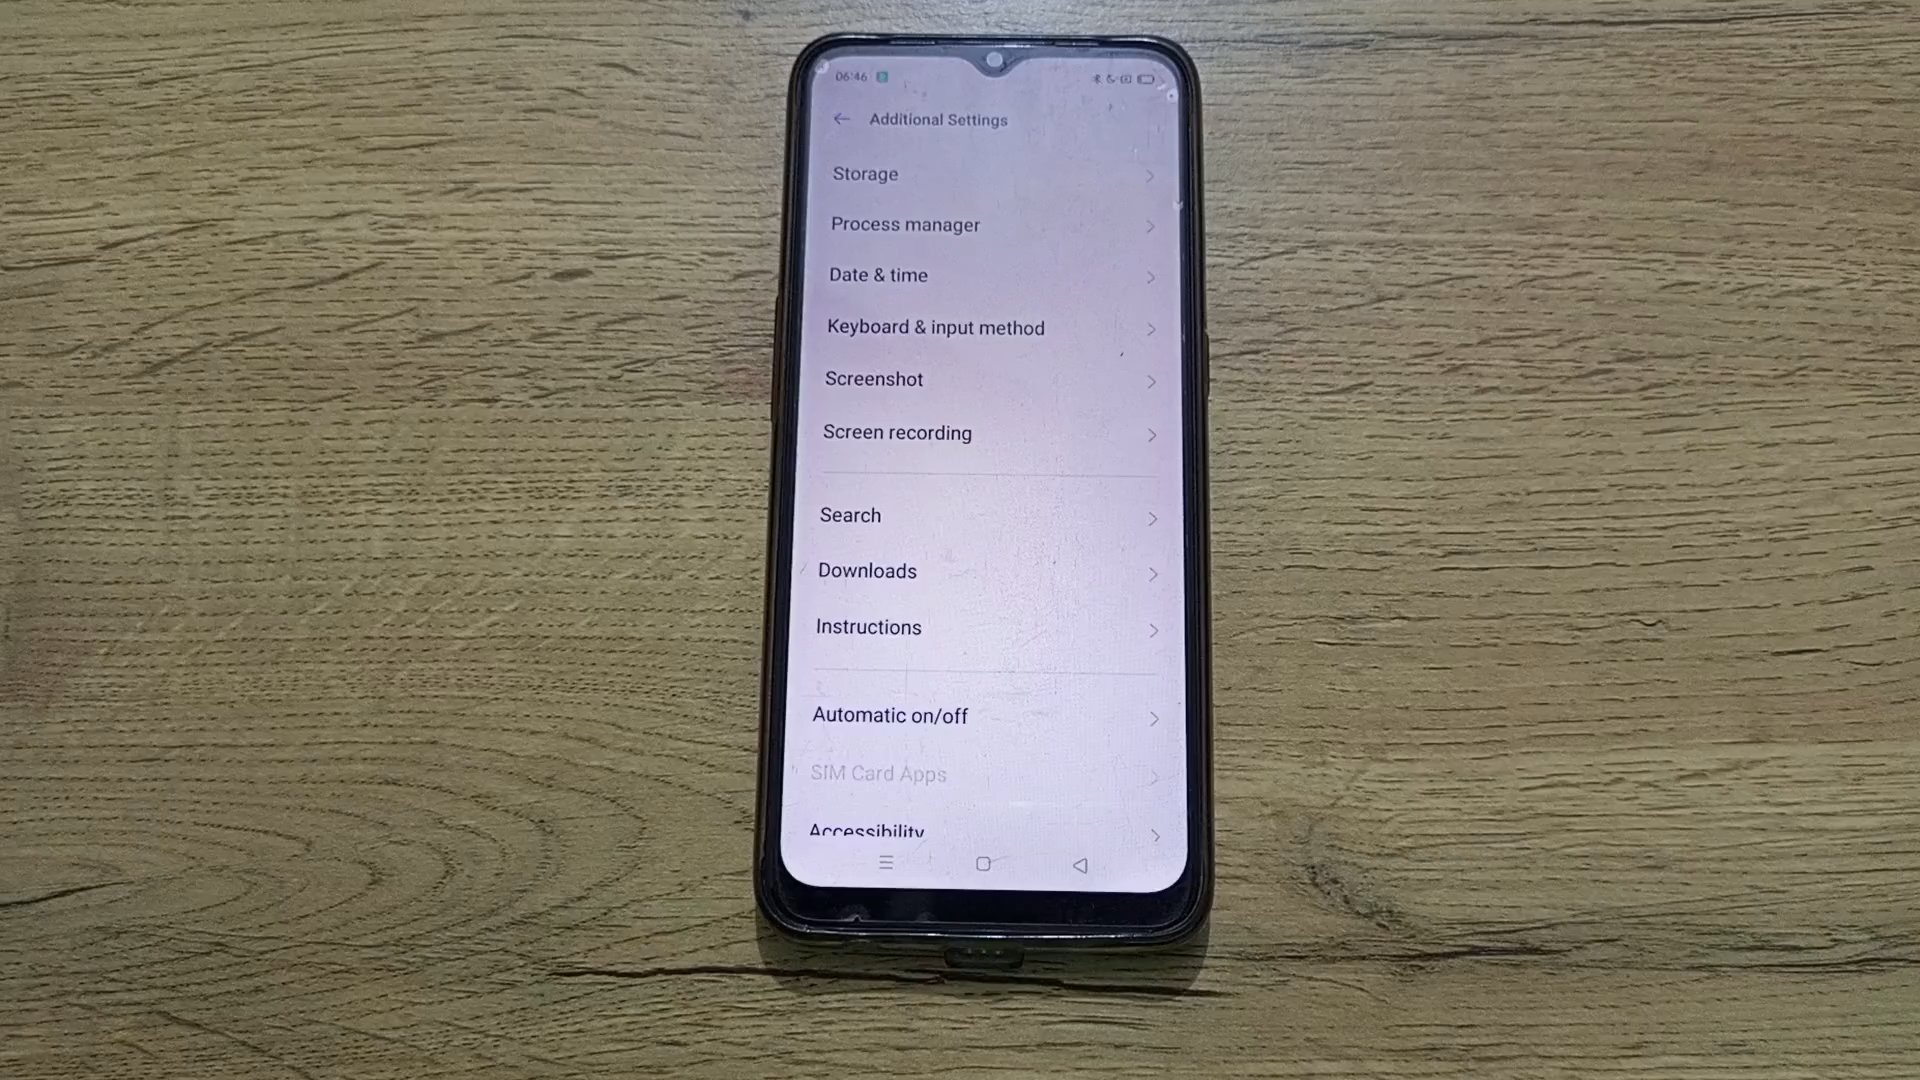 06:46
Additional Settings
Storage
Process manager
Date & time
Keyboard & input method
Screenshot
Screen recording
Search
Downloads
Instructions
Automatic on/off
SIM Card Apps
Accessibility